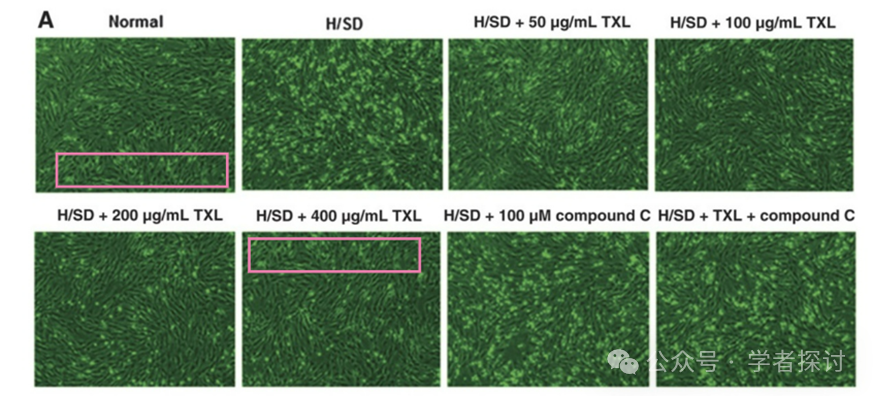 A
Normal
H/SD
H/SD + 50 µg/mL TXL
H/SD + 100 µg/mL TXL
H/SD + 200 µg/mL TXL
H/SD + 400 µg/mL TXL
H/SD + 100 µM compound C
H/SD + TXL + compound C
公众号 · 学者探讨